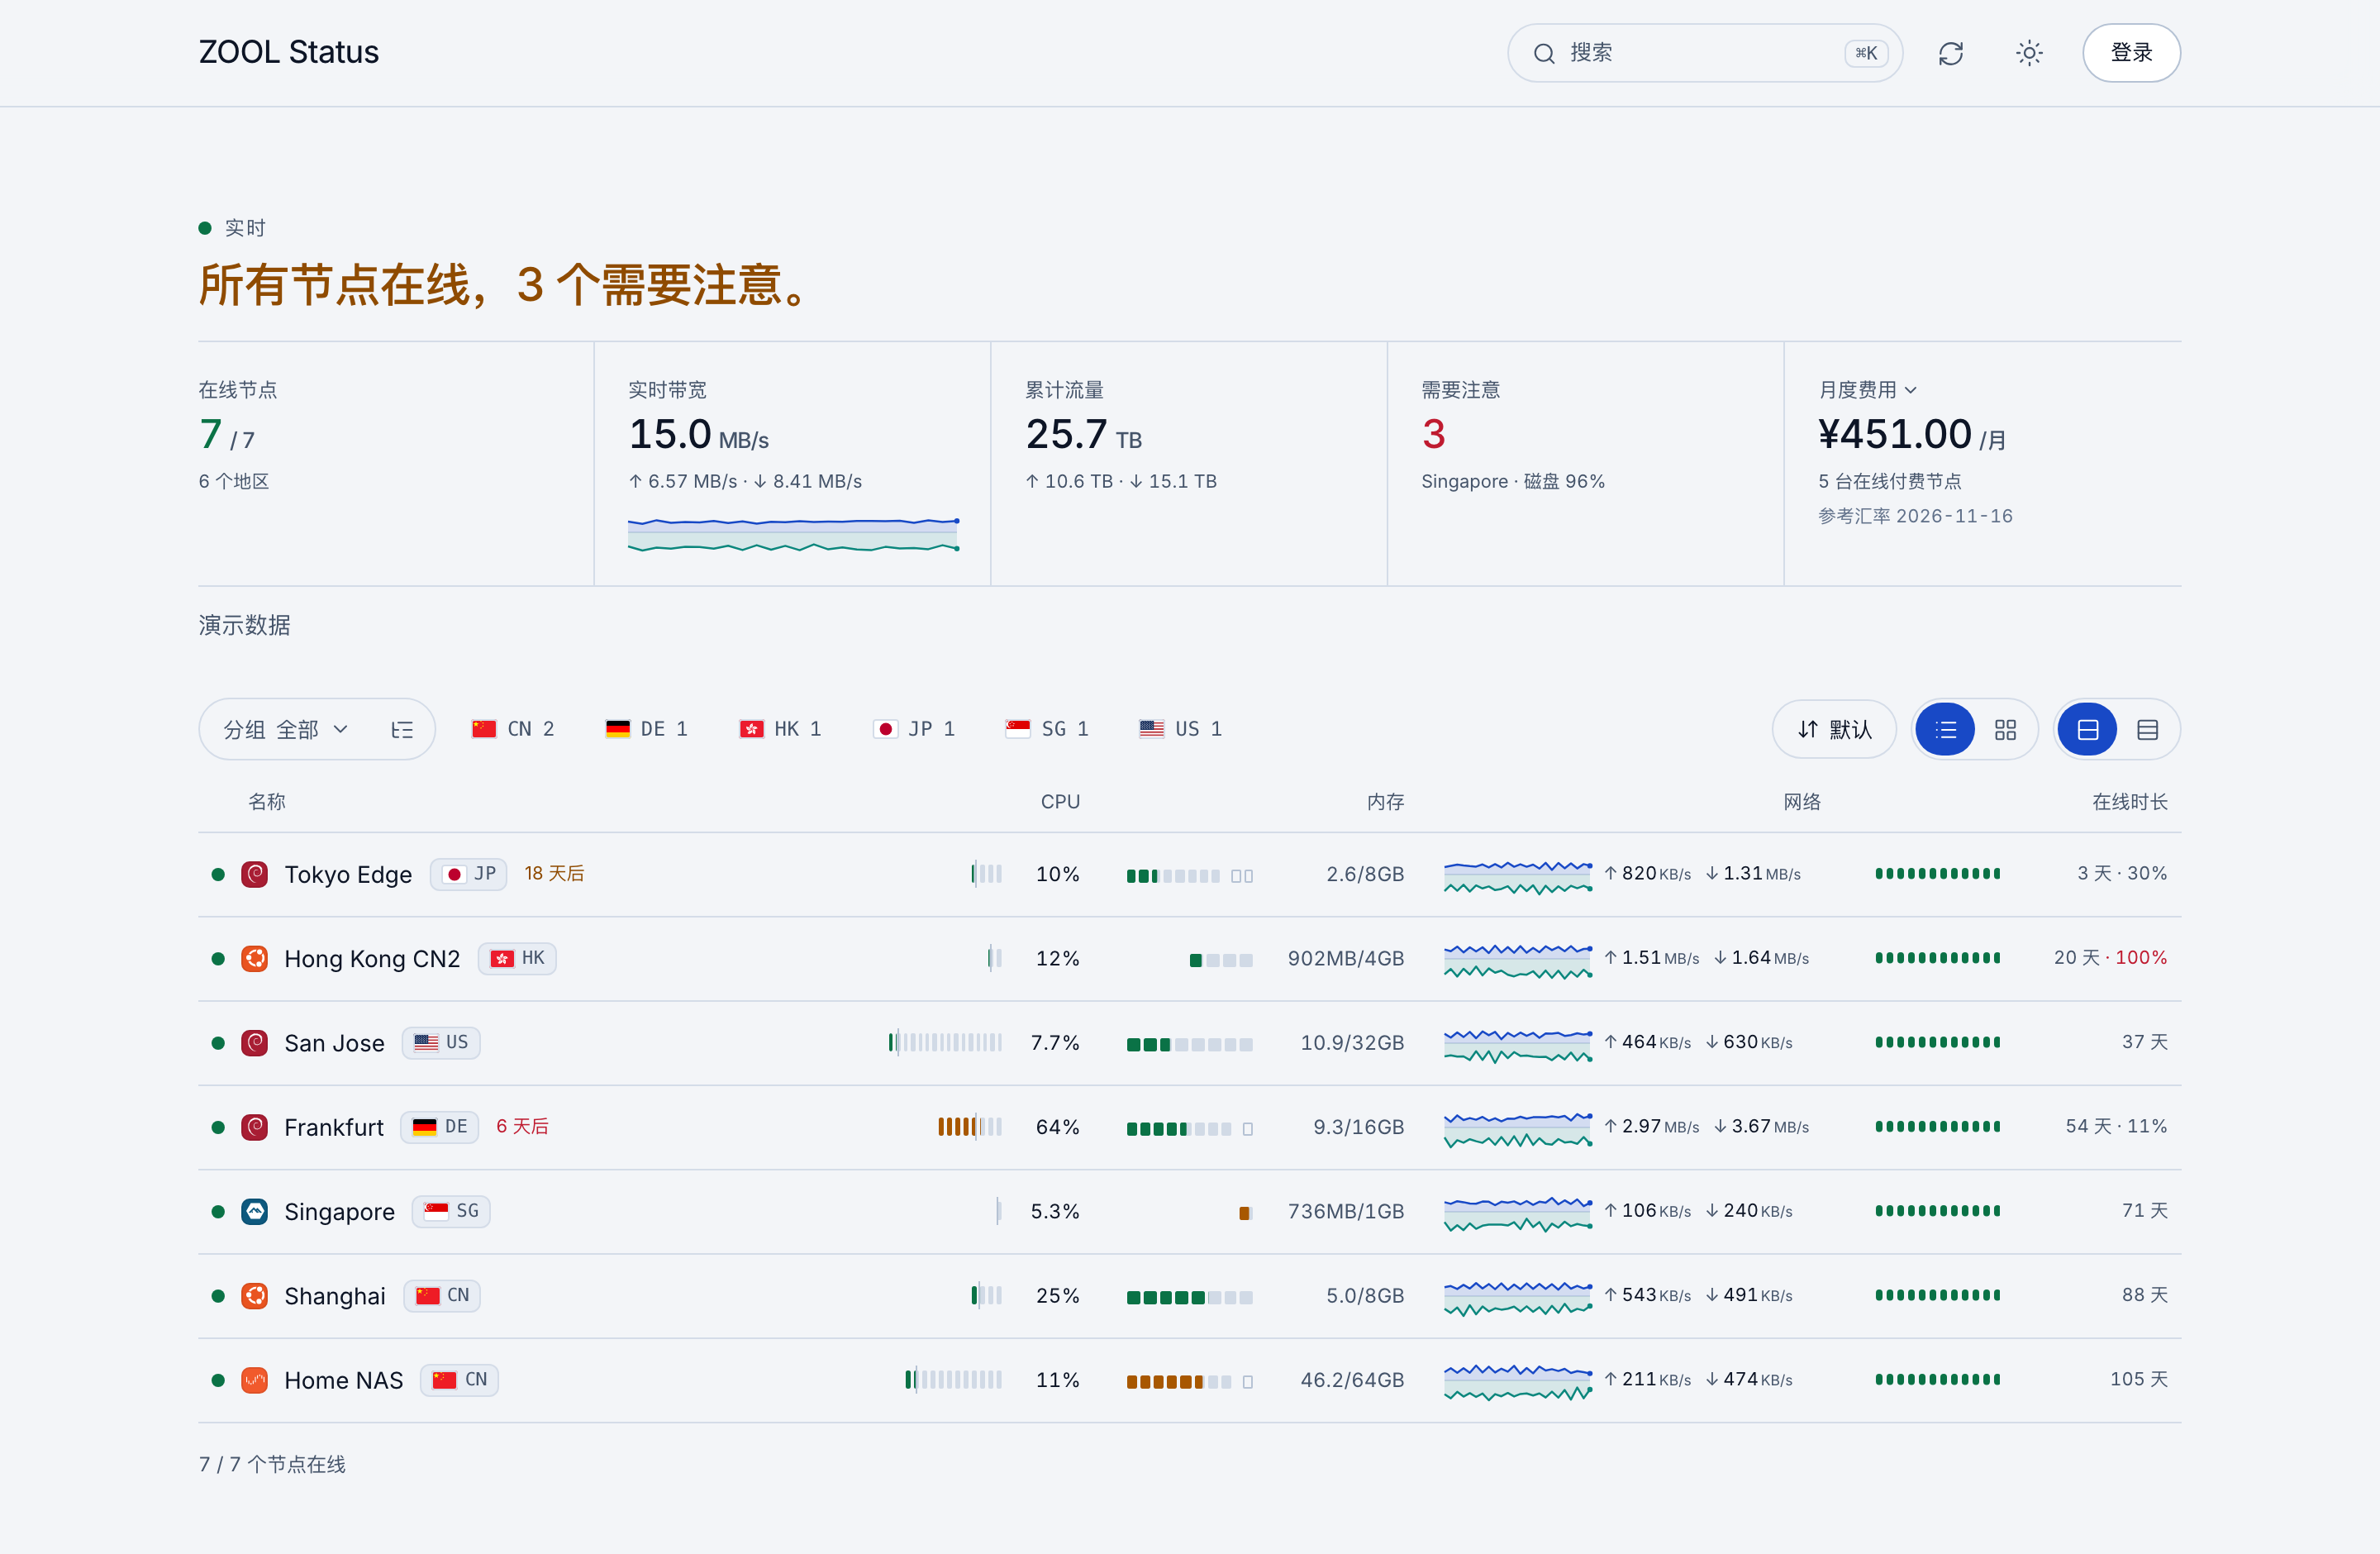 ZOOL Status
搜索
⌘K
登录
实时
所有节点在线，3 个需要注意。
在线节点
7 / 7
6 个地区
实时带宽
15.0 MB/s
↑ 6.57 MB/s · ↓ 8.41 MB/s
累计流量
25.7 TB
↑ 10.6 TB · ↓ 15.1 TB
需要注意
3
Singapore · 磁盘 96%
月度费用
¥451.00 /月
5 台在线付费节点
参考汇率 2026-11-16
演示数据
分组 全部
CN 2
DE 1
HK 1
JP 1
SG 1
US 1
默认
名称 CPU 内存 网络 在线时长
Tokyo Edge JP 18 天后 10% 2.6/8GB ↑ 820 KB/s ↓ 1.31 MB/s 3 天 · 30%
Hong Kong CN2 HK 12% 902MB/4GB ↑ 1.51 MB/s ↓ 1.64 MB/s 20 天 · 100%
San Jose US 7.7% 10.9/32GB ↑ 464 KB/s ↓ 630 KB/s 37 天
Frankfurt DE 6 天后 64% 9.3/16GB ↑ 2.97 MB/s ↓ 3.67 MB/s 54 天 · 11%
Singapore SG 5.3% 736MB/1GB ↑ 106 KB/s ↓ 240 KB/s 71 天
Shanghai CN 25% 5.0/8GB ↑ 543 KB/s ↓ 491 KB/s 88 天
Home NAS CN 11% 46.2/64GB ↑ 211 KB/s ↓ 474 KB/s 105 天
7 / 7 个节点在线